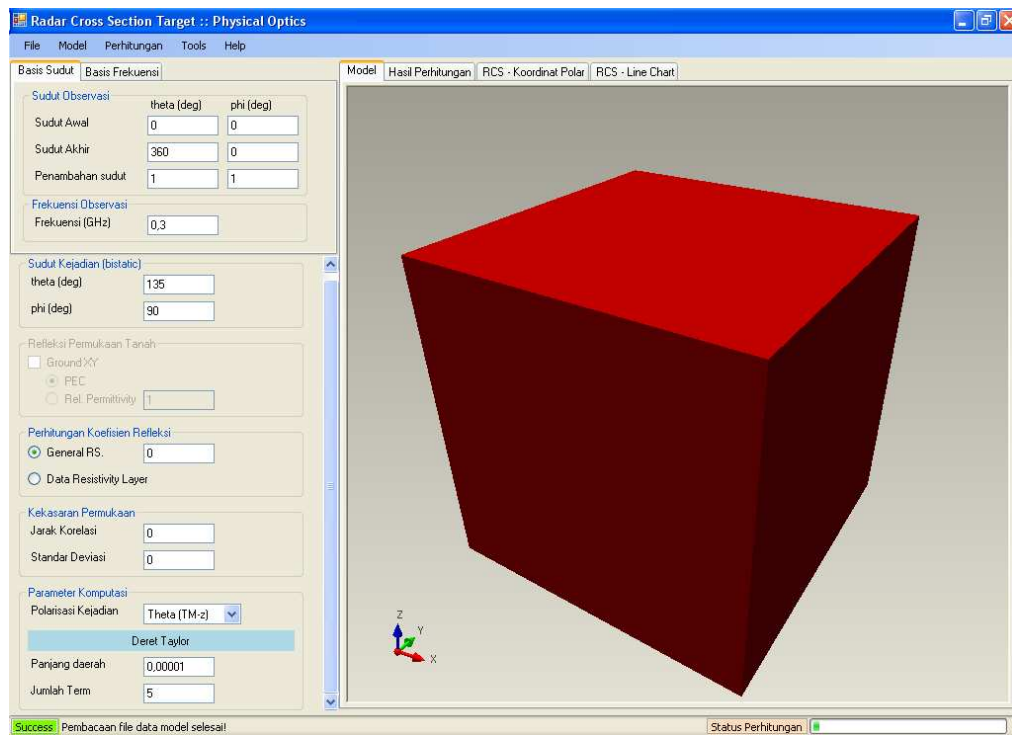 Radar Cross Section Target :: Physical Optics
File Model Perhitungan Tools Help
Basis Sudut Basis Frekuensi
Sudut Observasi
theta (deg) phi (deg)
Sudut Awal 0 0
Sudut Akhir 360 0
Penambahan sudut 1 1
Frekuensi Observasi
Frekuensi (GHz) 0,3
Sudut Kejadian (bistatic)
theta (deg) 135
phi (deg) 90
Refleksi Permukaan Tanah
Ground XY
PEC
Rel. Permittivity 1
Perhitungan Koefisien Refleksi
General RS. 0
Data Resistivity Layer
Kekasaran Permukaan
Jarak Korelasi 0
Standar Deviasi 0
Parameter Komputasi
Polarisasi Kejadian Theta (TM-z)
Deret Taylor
Panjang daerah 0,00001
Jumlah Term 5
Model Hasil Perhitungan RCS - Koordinat Polar RCS - Line Chart
Z
Y
X
Success Pembacaan file data model selesai! Status Perhitungan